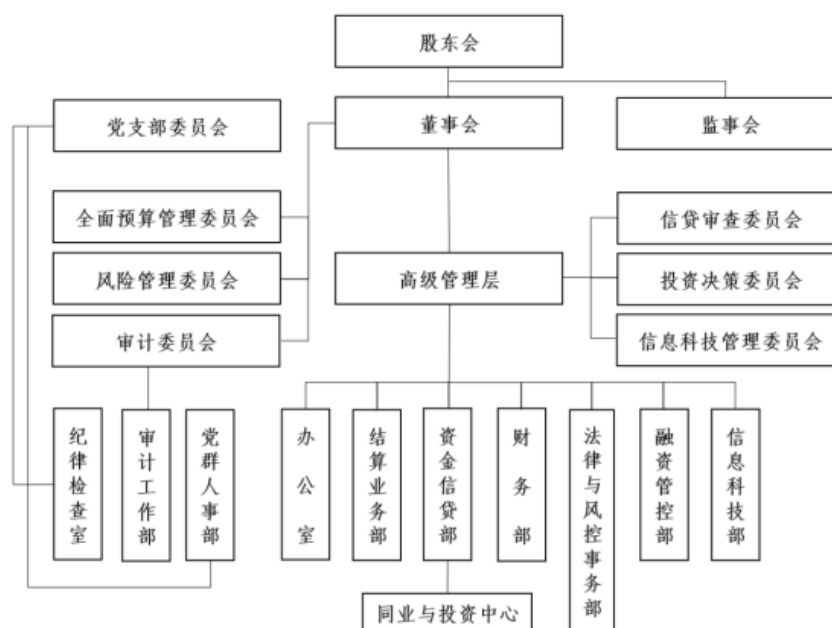 股东会
党支部委员会
董事会
监事会
全面预算管理委员会
信贷审查委员会
风险管理委员会
高级管理层
投资决策委员会
审计委员会
信息科技管理委员会
纪律检查室
审计工作部
党群人事部
办公室
结算业务部
资金信贷部
财务部
法律与风控事务部
融资管控部
信息科技部
同业与投资中心